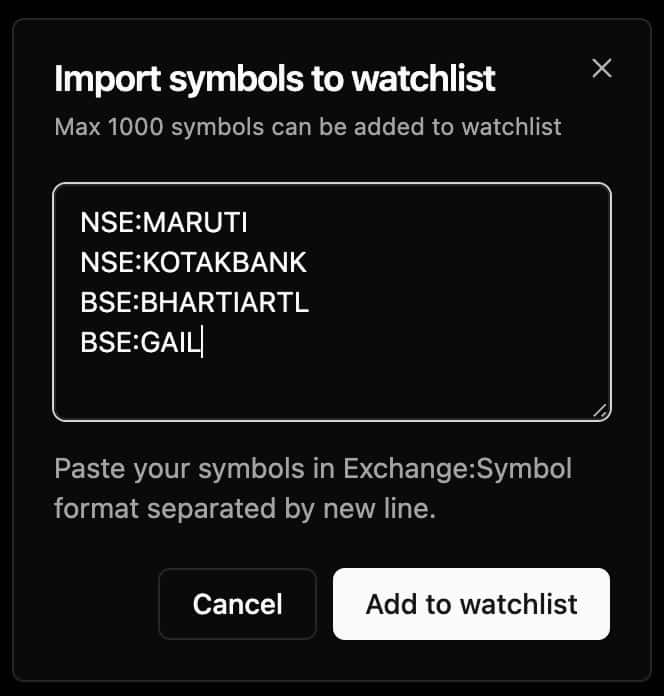 Import symbols to watchlist
Max 1000 symbols can be added to watchlist
NSE:MARUTI
NSE:KOTAKBANK
BSE:BHARTIARTL
BSE:GAIL
Paste your symbols in Exchange:Symbol
format separated by new line.
Cancel
Add to watchlist